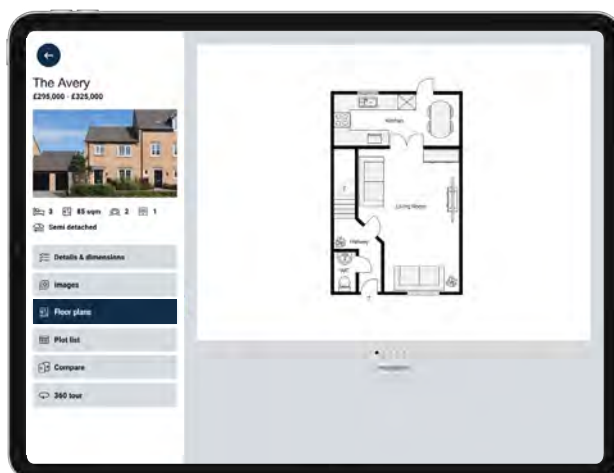 The Avery
£295,000 - £325,000
3 85 sqm 2 1
Semi detached
Details & dimensions
Images
Floor plans
Plot list
Compare
360 tour
Kitchen
Living Room
Hallway
WC